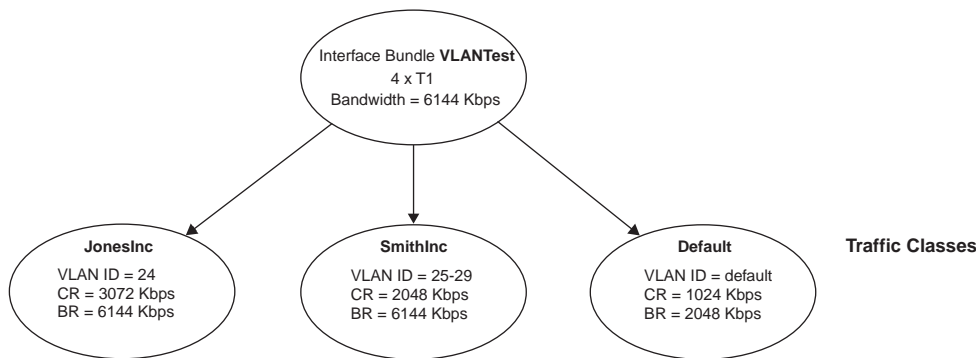 Interface Bundle VLANTest
4 x T1
Bandwidth = 6144 Kbps
JonesInc
VLAN ID = 24
CR = 3072 Kbps
BR = 6144 Kbps
SmithInc
VLAN ID = 25-29
CR = 2048 Kbps
BR = 6144 Kbps
Default
VLAN ID = default
CR = 1024 Kbps
BR = 2048 Kbps
Traffic Classes